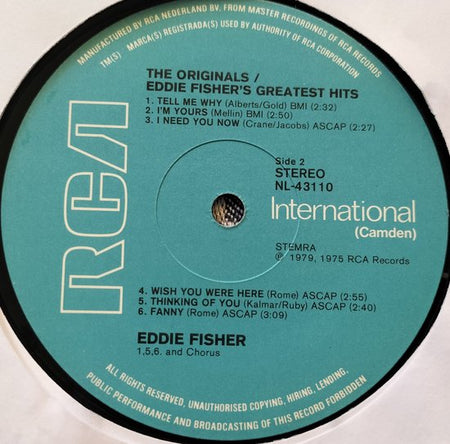 MANUFACTURED BY RCA NEDERLAND BV, FROM MASTER RECORDINGS OF RCA RECORDS
TM(S) MARCA(S) REGISTRADA(S) USED BY AUTHORITY OF RCA CORPORATION
RCA
THE ORIGINALS /
EDDIE FISHER'S GREATEST HITS
1. TELL ME WHY (Alberts/Gold) BMI (2:32)
2. I'M YOURS (Mellin) BMI (2:50)
3. I NEED YOU NOW (Crane/Jacobs) ASCAP (2:27)
Side 2
STEREO
NL-43110
International
(Camden)
STEMRA
℗ 1979, 1975 RCA Records
4. WISH YOU WERE HERE (Rome) ASCAP (2:55)
5. THINKING OF YOU (Kalmar/Ruby) ASCAP (2:40)
6. FANNY (Rome) ASCAP (3:09)
EDDIE FISHER
1,5,6. and Chorus
ALL RIGHTS RESERVED, UNAUTHORISED COPYING, HIRING, LENDING,
PUBLIC PERFORMANCE AND BROADCASTING OF THIS RECORD FORBIDDEN